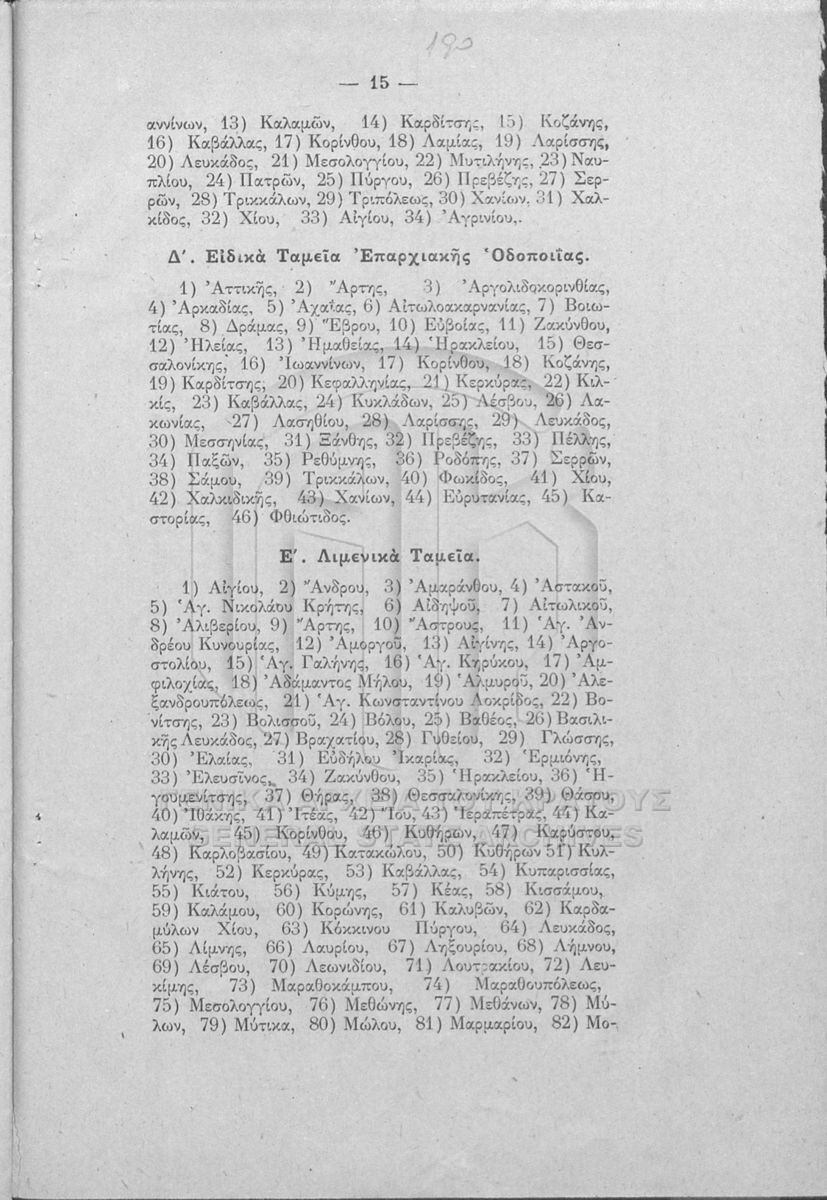 190
— 15 —
αννίνων, 13) Καλαμῶν, 14) Καρδίτσης, 15) Κοζάνης,
16) Καβάλλας, 17) Κορίνθου, 18) Λαμίας, 19) Λαρίσσης,
20) Λευκάδος, 21) Μεσολογγίου, 22) Μυτιλήνης, 23) Ναυ-
πλίου, 24) Πατρῶν, 25) Πύργου, 26) Πρεβέζης, 27) Σερ-
ρῶν, 28) Τρικκάλων, 29) Τριπόλεως, 30) Χανίων, 31) Χαλ-
κίδος, 32) Χίου, 33) Αἰγίου, 34) Ἀγρινίου,.
Δ'. Εἰδικὰ Ταμεῖα Ἐπαρχιακῆς Ὁδοποιΐας.
1) Ἀττικῆς, 2) Ἄρτης, 3) Ἀργολιδοκορινθίας,
4) Ἀρκαδίας, 5) Ἀχαΐας, 6) Αἰτωλοακαρνανίας, 7) Βοιω-
τίας, 8) Δράμας, 9) Ἕβρου, 10) Εὐβοίας, 11) Ζακύνθου,
12) Ἠλείας, 13) Ἠμαθείας, 14) Ἡρακλείου, 15) Θεσ-
σαλονίκης, 16) Ἰωαννίνων, 17) Κορίνθου, 18) Κοζάνης,
19) Καρδίτσης, 20) Κεφαλληνίας, 21) Κερκύρας, 22) Κιλ-
κίς, 23) Καβάλλας, 24) Κυκλάδων, 25) Λέσβου, 26) Λα-
κωνίας, 27) Λασηθίου, 28) Λαρίσσης, 29) Λευκάδος,
30) Μεσσηνίας, 31) Ξάνθης, 32) Πρεβέζης, 33) Πέλλης,
34) Παξῶν, 35) Ρεθύμνης, 36) Ροδόπης, 37) Σερρῶν,
38) Σάμου, 39) Τρικκάλων, 40) Φωκίδος, 41) Χίου,
42) Χαλκιδικῆς, 43) Χανίων, 44) Εὐρυτανίας, 45) Κα-
στορίας, 46) Φθιώτιδος.
Ε'. Λιμενικὰ Ταμεῖα.
1) Αἰγίου, 2) Ἄνδρου, 3) Ἀμαράνθου, 4) Ἀστακοῦ,
5) Ἁγ. Νικολάου Κρήτης, 6) Αἰδηψοῦ, 7) Αἰτωλικοῦ,
8) Ἀλιβερίου, 9) Ἄρτης, 10) Ἄστρους, 11) Ἁγ. Ἀν-
δρέου Κυνουρίας, 12) Ἀμοργοῦ, 13) Αἰγίνης, 14) Ἀργο-
στολίου, 15) Ἁγ. Γαλήνης, 16) Ἁγ. Κηρύκου, 17) Ἀμ-
φιλοχίας, 18) Ἀδάμαντος Μήλου, 19) Ἁλμυροῦ, 20) Ἀλε-
ξανδρουπόλεως, 21) Ἁγ. Κωνσταντίνου Λοκρίδος, 22) Βο-
νίτσης, 23) Βολισσοῦ, 24) Βόλου, 25) Βαθέος, 26) Βασιλι-
κῆς Λευκάδος, 27) Βραχατίου, 28) Γυθείου, 29) Γλώσσης,
30) Ἐλαίας, 31) Εὐδήλου Ἰκαρίας, 32) Ἑρμιόνης,
33) Ἐλευσῖνος, 34) Ζακύνθου, 35) Ἡρακλείου, 36) Ἡ-
γουμενίτσης, 37) Θήρας, 38) Θεσσαλονίκης, 39) Θάσου,
40) Ἰθάκης, 41) Ἰτέας, 42) Ἴου, 43) Ἱεραπέτρας, 44) Κα-
λαμῶν, 45) Κορίνθου, 46) Κυθήρων, 47) Καρύστου,
48) Καρλοβασίου, 49) Κατακώλου, 50) Κυθήρων 51) Κυλ-
λήνης, 52) Κερκύρας, 53) Καβάλλας, 54) Κυπαρισσίας,
55) Κιάτου, 56) Κύμης, 57) Κέας, 58) Κισσάμου,
59) Καλάμου, 60) Κορώνης, 61) Καλυβῶν, 62) Καρδα-
μύλων Χίου, 63) Κόκκινου Πύργου, 64) Λευκάδος,
65) Λίμνης, 66) Λαυρίου, 67) Ληξουρίου, 68) Λήμνου,
69) Λέσβου, 70) Λεωνιδίου, 71) Λουτρακίου, 72) Λευ-
κίμης, 73) Μαραθοκάμπου, 74) Μαραθουπόλεως,
75) Μεσολογγίου, 76) Μεθώνης, 77) Μεθάνων, 78) Μύ-
λων, 79) Μύτικα, 80) Μώλου, 81) Μαρμαρίου, 82) Μο-
GENERAL STATE ARCHIVES